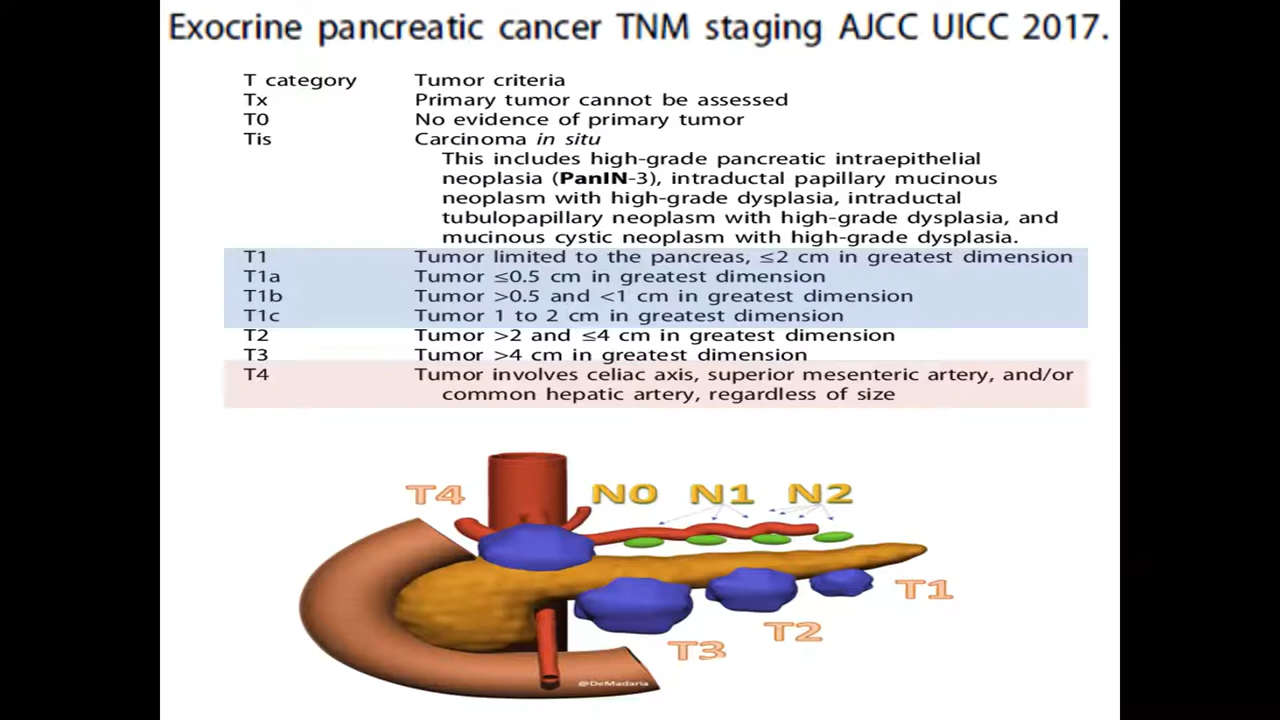 Exocrine pancreatic cancer TNM staging AJCC UICC 2017.
T category Tumor criteria
Tx Primary tumor cannot be assessed
T0 No evidence of primary tumor
Tis Carcinoma in situ
This includes high-grade pancreatic intraepithelial
neoplasia (PanIN-3), intraductal papillary mucinous
neoplasm with high-grade dysplasia, intraductal
tubulopapillary neoplasm with high-grade dysplasia, and
mucinous cystic neoplasm with high-grade dysplasia.
T1 Tumor limited to the pancreas, ≤2 cm in greatest dimension
T1a Tumor ≤0.5 cm in greatest dimension
T1b Tumor >0.5 and <1 cm in greatest dimension
T1c Tumor 1 to 2 cm in greatest dimension
T2 Tumor >2 and ≤4 cm in greatest dimension
T3 Tumor >4 cm in greatest dimension
T4 Tumor involves celiac axis, superior mesenteric artery, and/or
common hepatic artery, regardless of size
T4 N0 N1 N2
T1
T2
T3
@DeMadaria